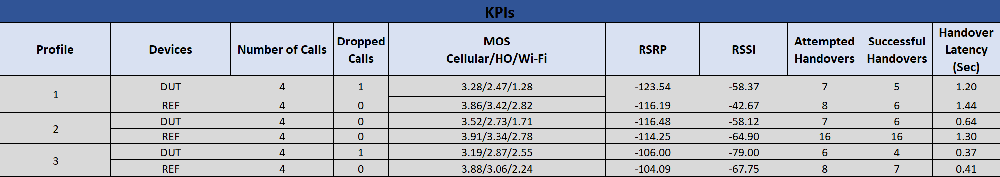 KPIs
Profile Devices Number of Calls Dropped Calls MOS Cellular/HO/Wi-Fi RSRP RSSI Attempted Handovers Successful Handovers Handover Latency (Sec)
1 DUT 4 1 3.28/2.47/1.28 -123.54 -58.37 7 5 1.20
REF 4 0 3.86/3.42/2.82 -116.19 -42.67 8 6 1.44
2 DUT 4 0 3.52/2.73/1.71 -116.48 -58.12 7 6 0.64
REF 4 0 3.91/3.34/2.78 -114.25 -64.90 16 16 1.30
3 DUT 4 1 3.19/2.87/2.55 -106.00 -79.00 6 4 0.37
REF 4 0 3.88/3.06/2.24 -104.09 -67.75 8 7 0.41